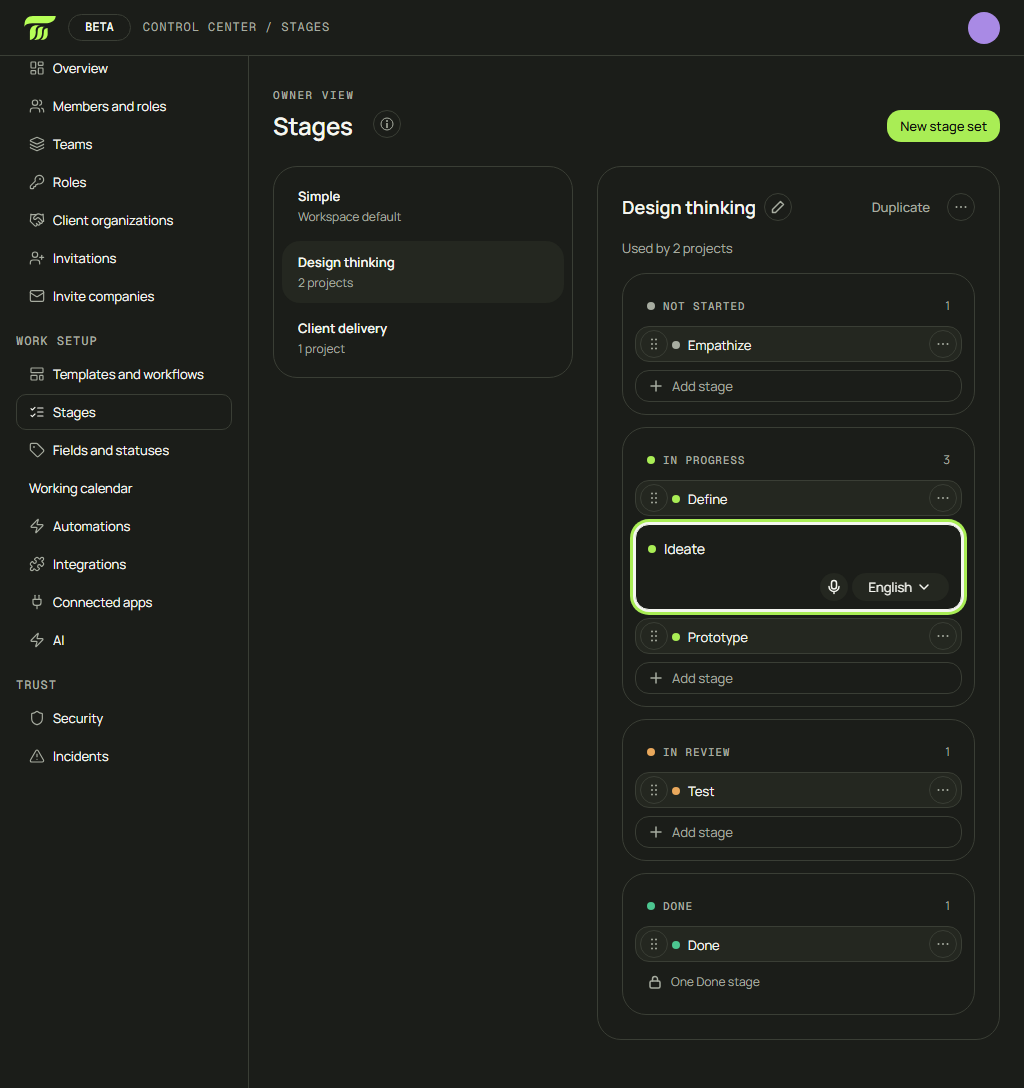 BETA
CONTROL CENTER / STAGES
Overview
Members and roles
Teams
Roles
Client organizations
Invitations
Invite companies
WORK SETUP
Templates and workflows
Stages
Fields and statuses
Working calendar
Automations
Integrations
Connected apps
AI
TRUST
Security
Incidents
OWNER VIEW
Stages
New stage set
Simple
Workspace default
Design thinking
2 projects
Client delivery
1 project
Design thinking
Duplicate
Used by 2 projects
NOT STARTED 1
Empathize
Add stage
IN PROGRESS 3
Define
Ideate
English
Prototype
Add stage
IN REVIEW 1
Test
Add stage
DONE 1
Done
One Done stage